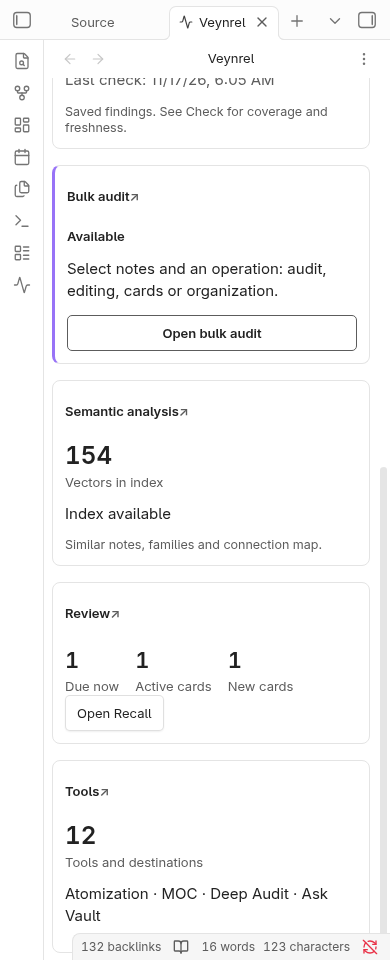 Source
Veynrel
Veynrel
Last check: 11/17/26, 6:05 AM
Saved findings. See Check for coverage and
freshness.
Bulk audit↗
Available
Select notes and an operation: audit,
editing, cards or organization.
Open bulk audit
Semantic analysis↗
154
Vectors in index
Index available
Similar notes, families and connection map.
Review↗
1 1 1
Due now Active cards New cards
Open Recall
Tools↗
12
Tools and destinations
Atomization · MOC · Deep Audit · Ask
Vault
132 backlinks 16 words 123 characters